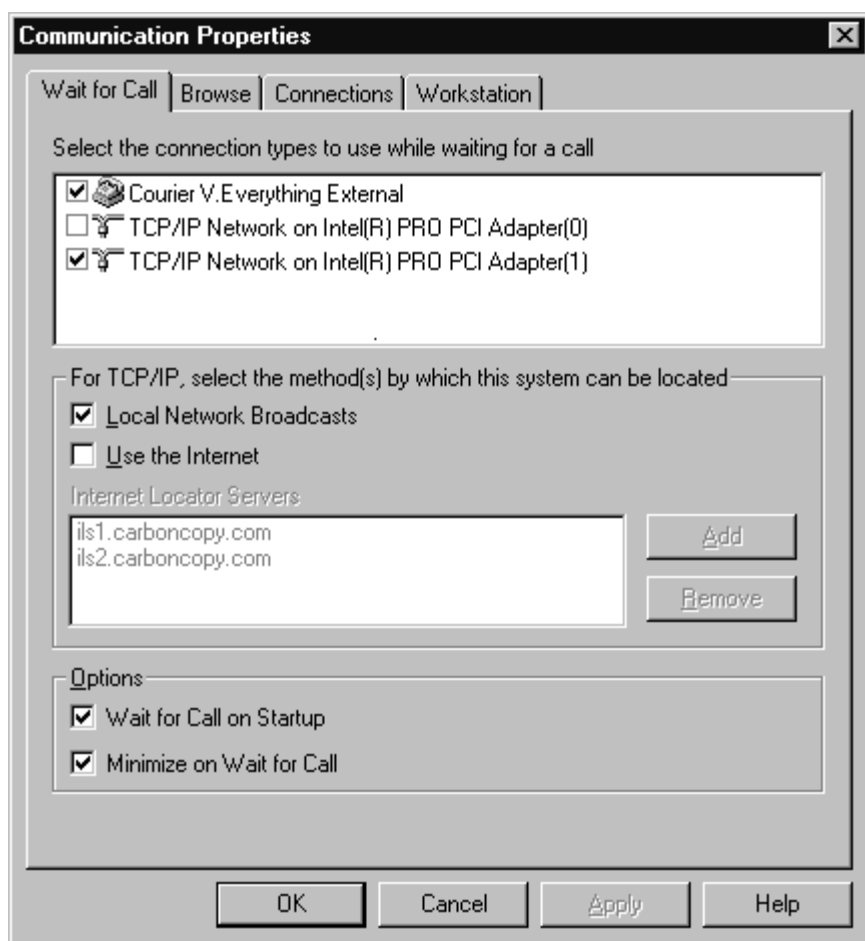 Communication Properties
Wait for Call Browse Connections Workstation
Select the connection types to use while waiting for a call
Courier V.Everything External
TCP/IP Network on Intel(R) PRO PCI Adapter(0)
TCP/IP Network on Intel(R) PRO PCI Adapter(1)
For TCP/IP, select the method(s) by which this system can be located
Local Network Broadcasts
Use the Internet
Internet Locator Servers
ils1.carboncopy.com
ils2.carboncopy.com
Add
Remove
Options
Wait for Call on Startup
Minimize on Wait for Call
OK Cancel Apply Help